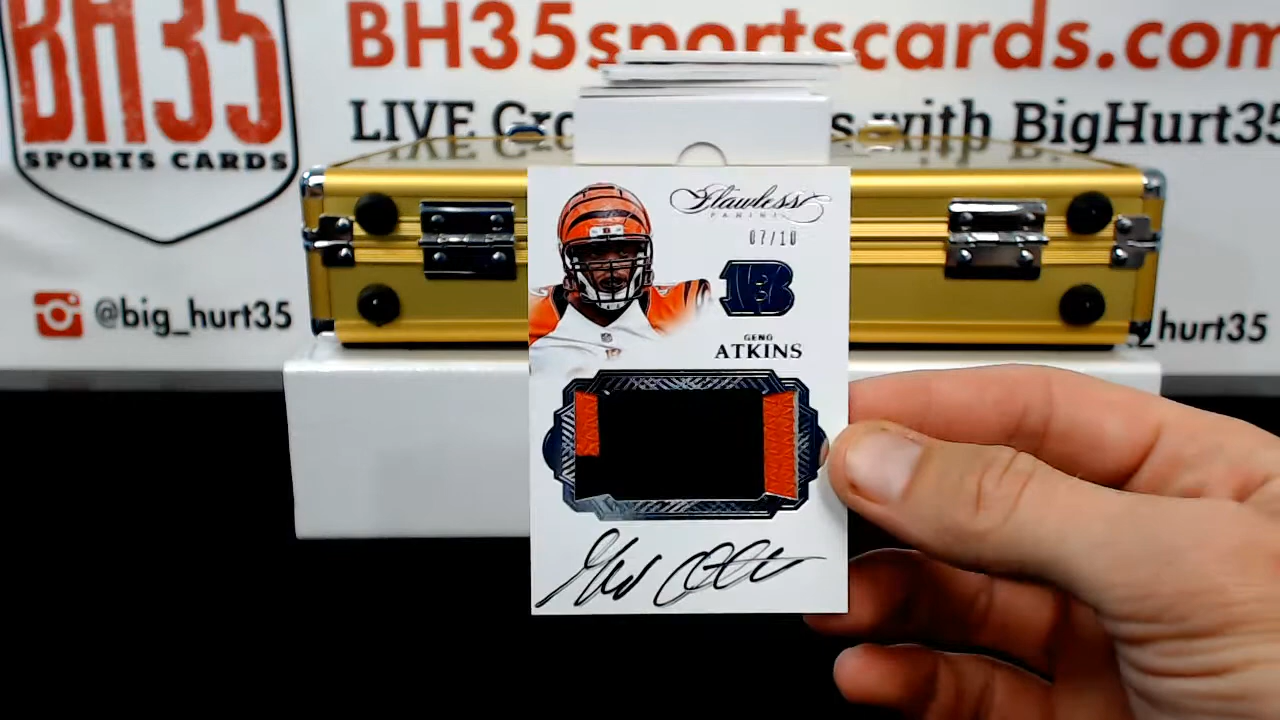 BH35
SPORTS CARDS
BH35sportscards.com
LIVE with BigHurt35
@big_hurt35
hurt35
Flawless
PANINI
07/10
B
GENO
ATKINS